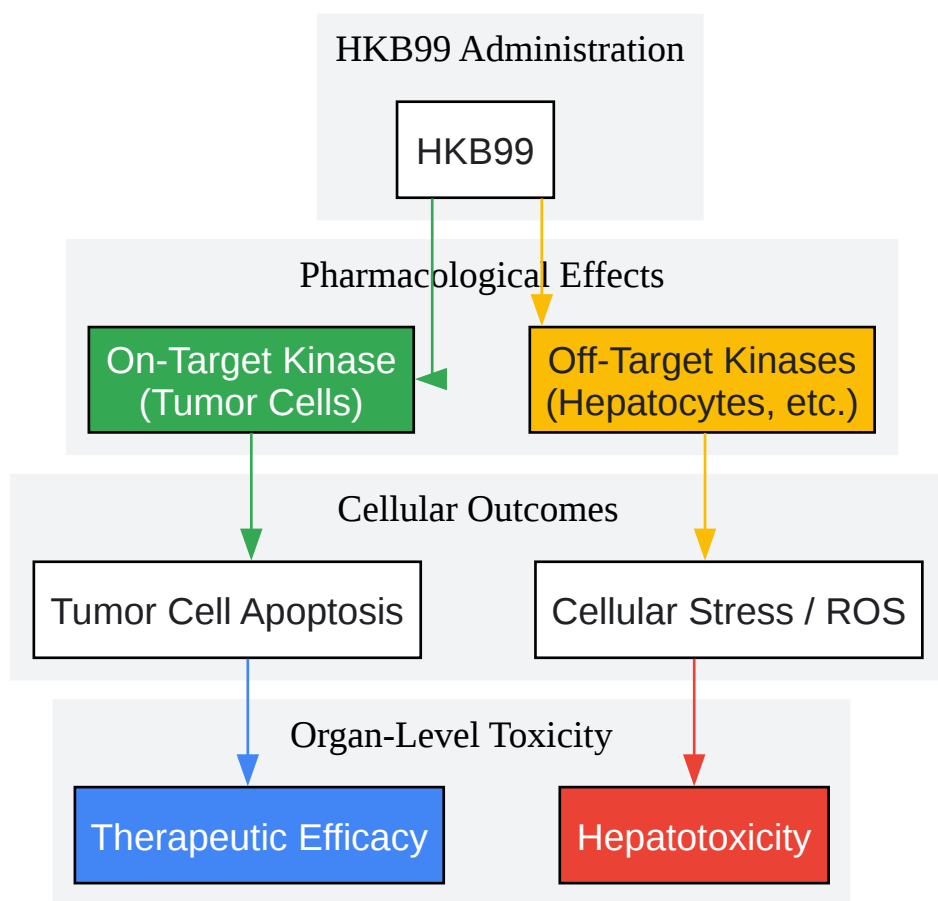 HKB99 Administration
HKB99
Pharmacological Effects
On-Target Kinase
(Tumor Cells)
Off-Target Kinases
(Hepatocytes, etc.)
Cellular Outcomes
Tumor Cell Apoptosis
Cellular Stress / ROS
Organ-Level Toxicity
Therapeutic Efficacy
Hepatotoxicity